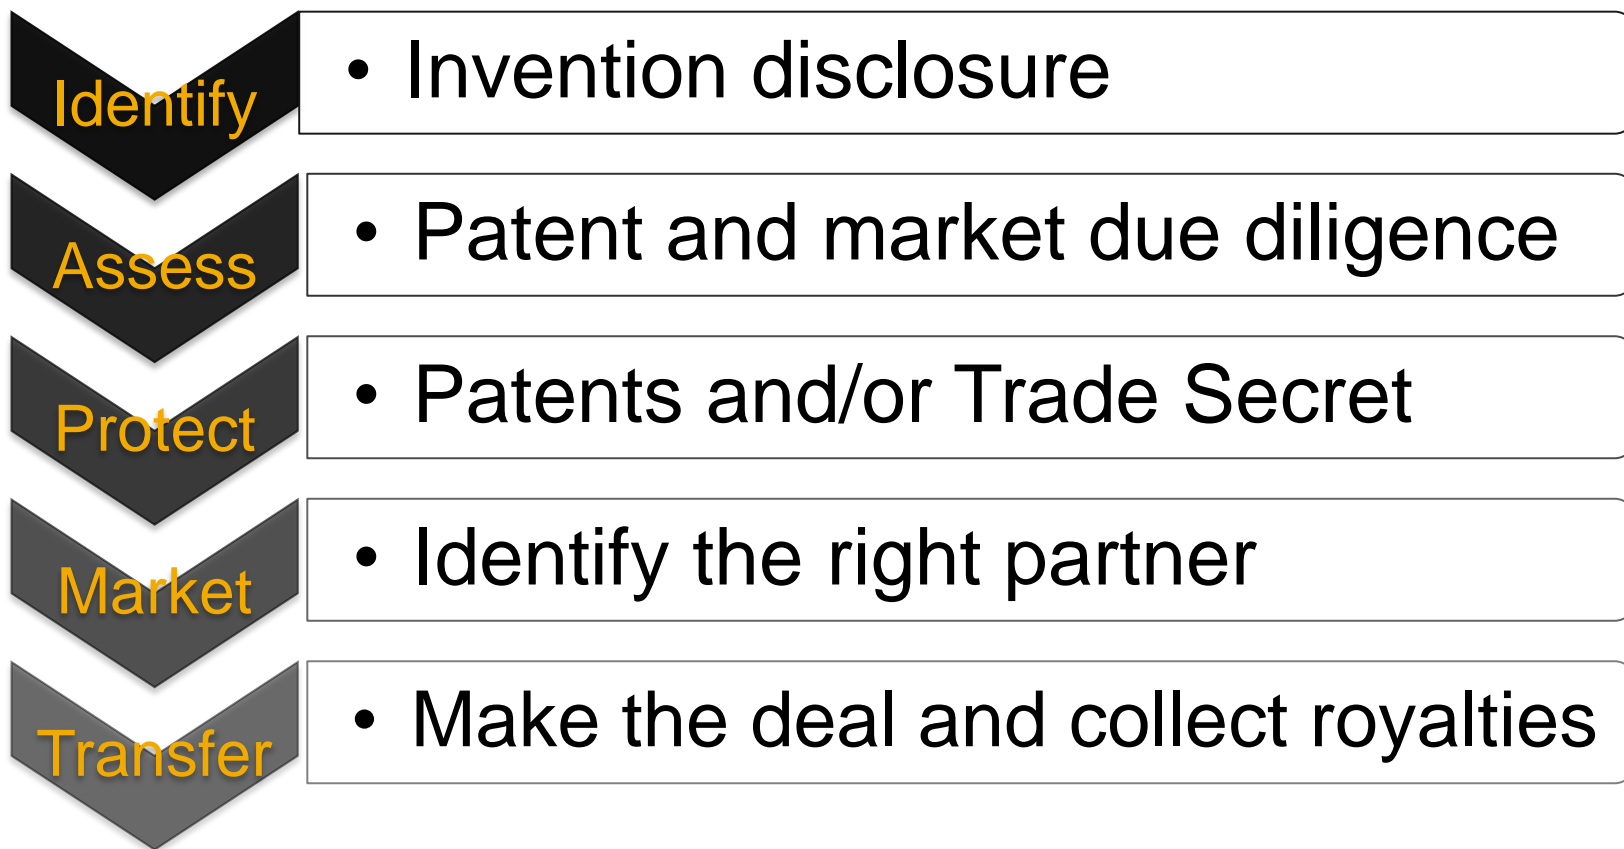 Identify
• Invention disclosure
Assess
• Patent and market due diligence
Protect
• Patents and/or Trade Secret
Market
• Identify the right partner
Transfer
• Make the deal and collect royalties